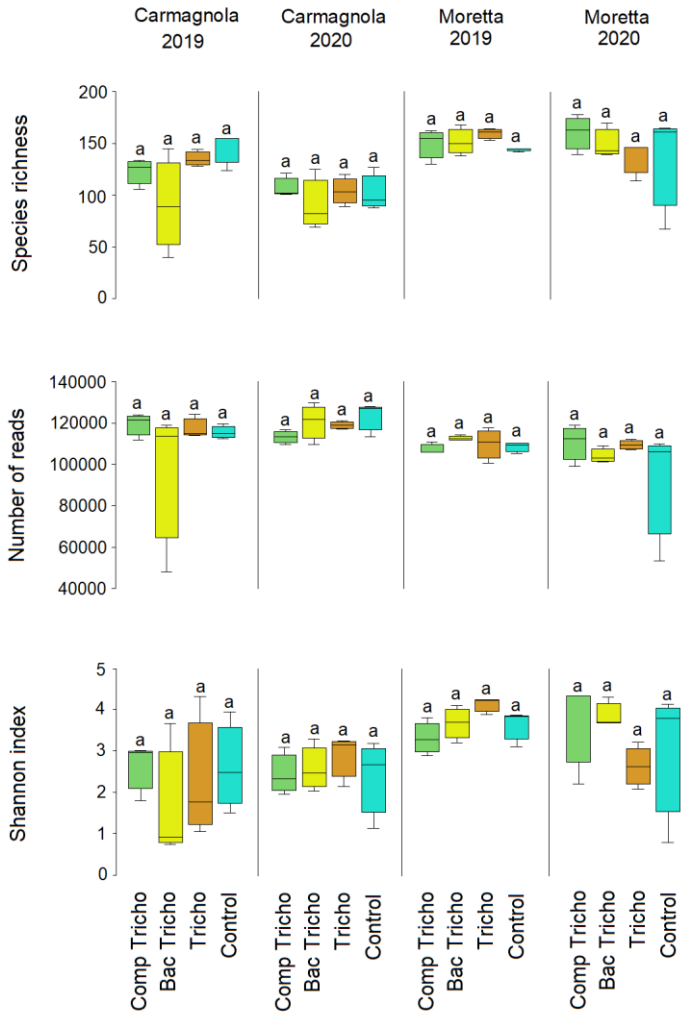 Carmagnola
2019
Carmagnola
2020
Moretta
2019
Moretta
2020
Species richness
200
150
100
50
0
a a a a
a a a a
a a a a
a a a a
Number of reads
140000
120000
100000
80000
60000
40000
a a a a
a a a a
a a a a
a a a a
Shannon index
5
4
3
2
1
0
a a a a
a a a a
a a a a
a a a a
Comp Tricho
Bac Tricho
Tricho
Control
Comp Tricho
Bac Tricho
Tricho
Control
Comp Tricho
Bac Tricho
Tricho
Control
Comp Tricho
Bac Tricho
Tricho
Control